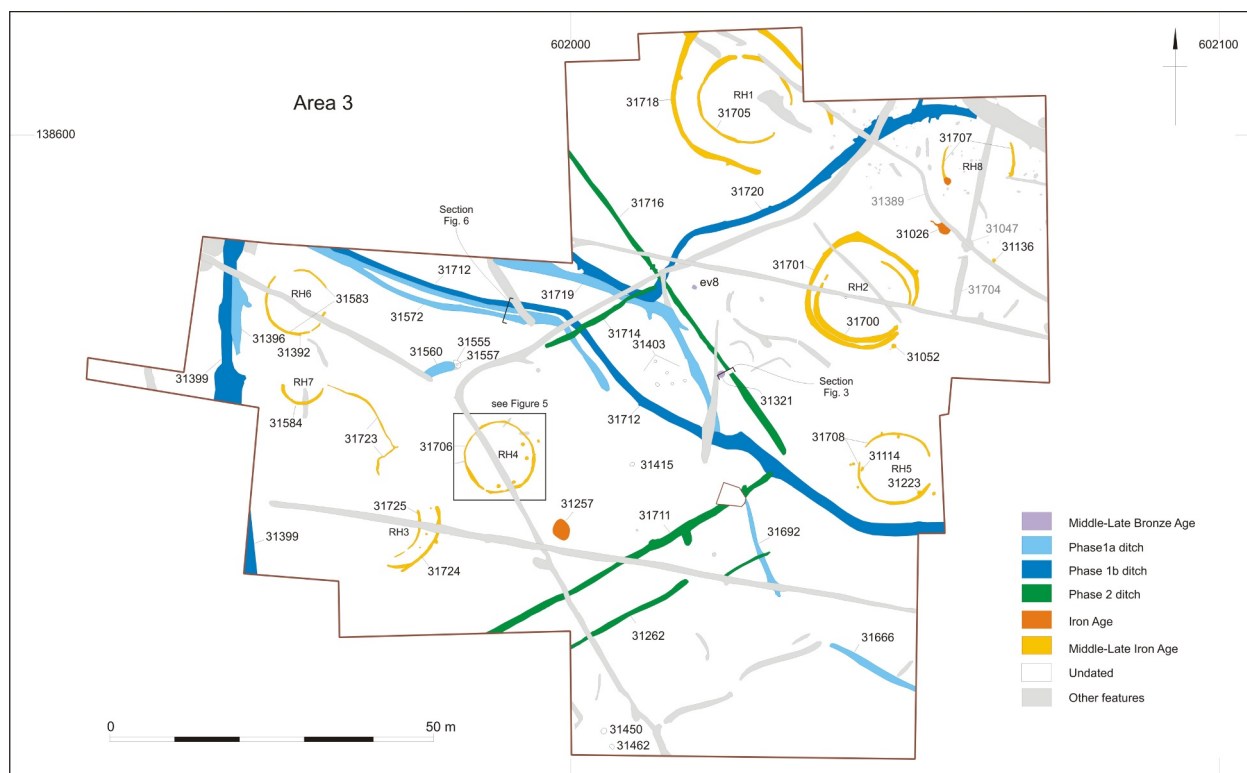 602000
602100
Area 3
138600
31718
RH1
31705
31707
RH8
31720
31389
31716
Section
Fig. 6
31047
31026
31136
31712
31701
31719
ev8
RH2
31704
RH6
31583
31572
31700
31714
31396
31392
31555
31560
31557
31403
31052
31399
RH7
Section
Fig. 3
31321
see Figure 5
31584
31712
31723
31708
31706
RH4
31114
RH5
31223
31415
31725
31257
31711
31692
RH3
31399
31724
31262
31666
Middle-Late Bronze Age
Phase1a ditch
Phase 1b ditch
Phase 2 ditch
Iron Age
Middle-Late Iron Age
Undated
Other features
0
50 m
31450
31462